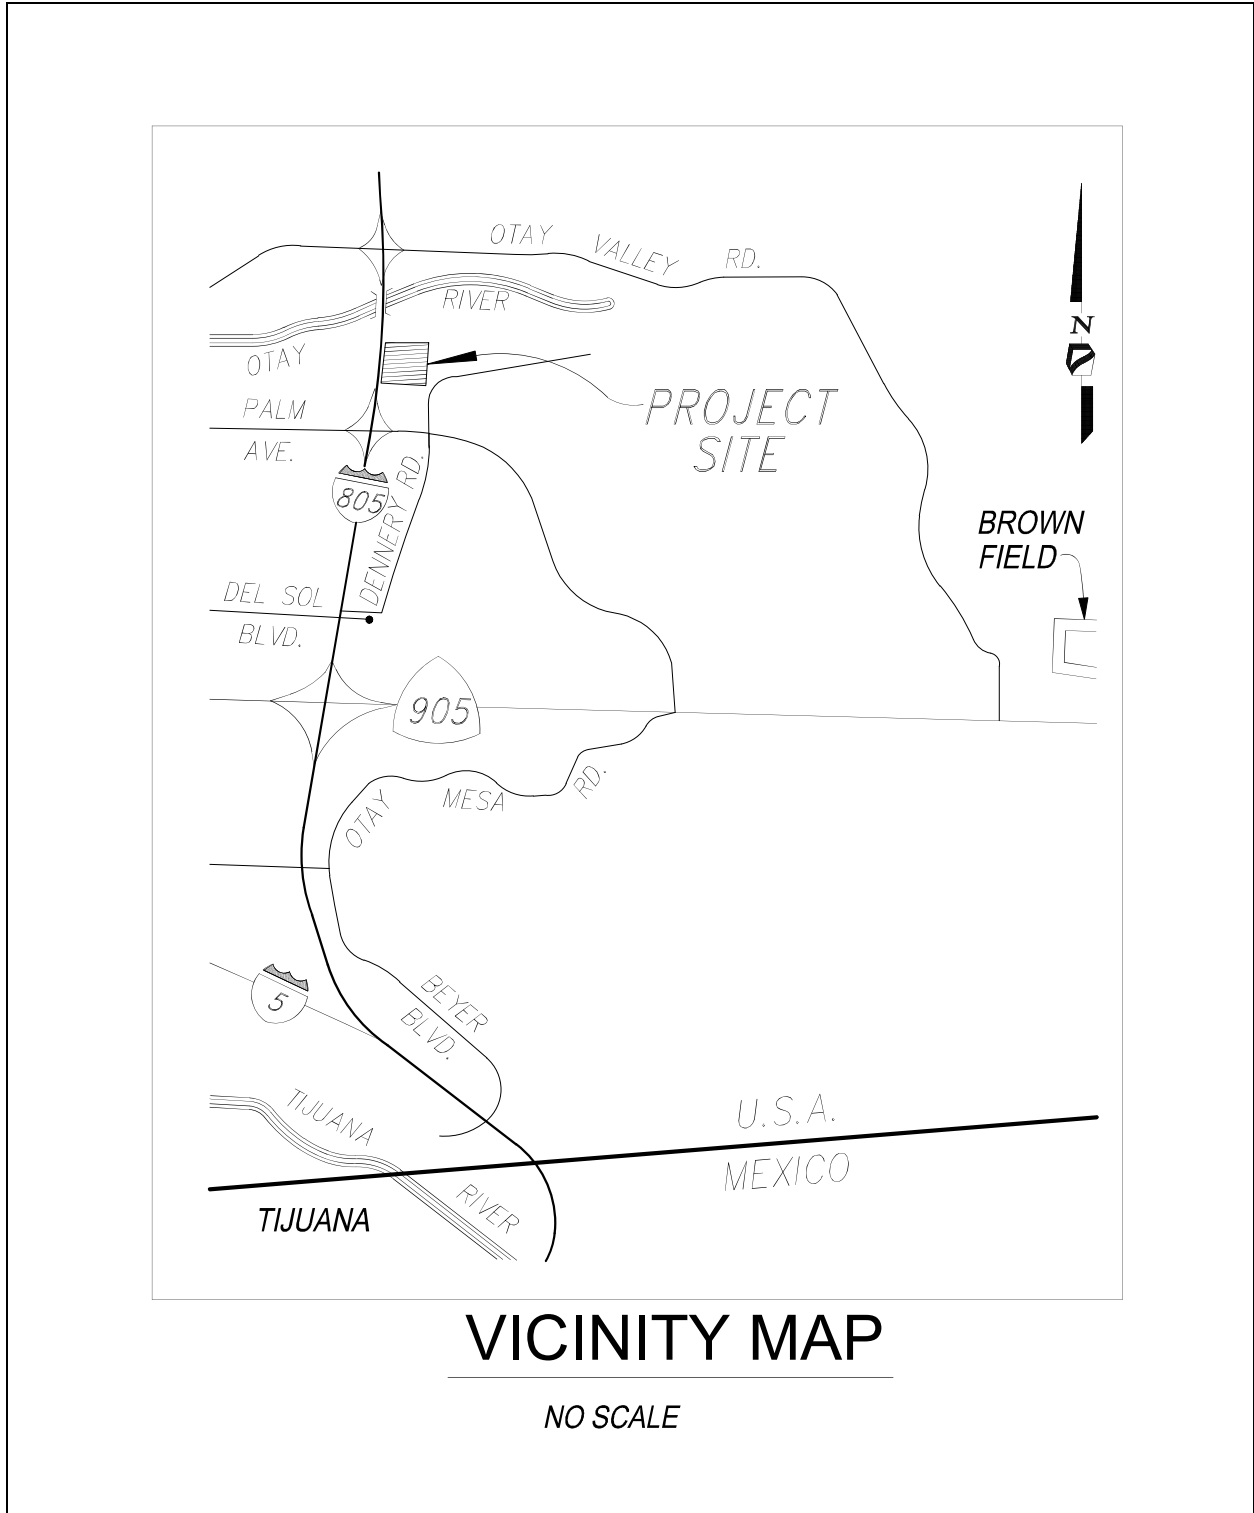 OTAY VALLEY RD.
OTAY RIVER
N
PROJECT
SITE
PALM
AVE.
805
DENNERY RD.
BROWN
FIELD
DEL SOL
BLVD.
905
OTAY MESA RD.
5
BEYER
BLVD.
TIJUANA RIVER
U.S.A.
MEXICO
TIJUANA
VICINITY MAP
NO SCALE